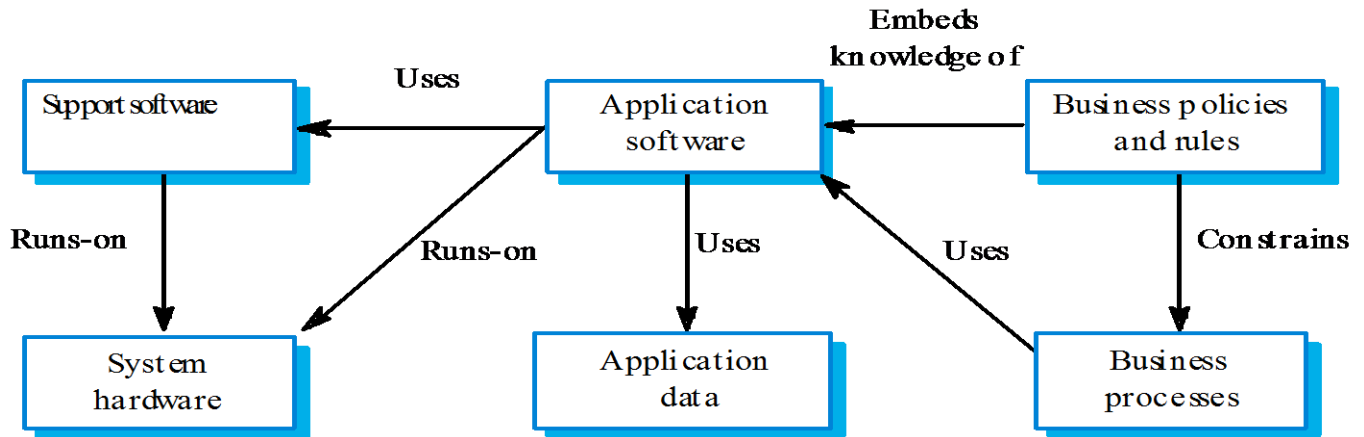 Embeds
knowledge of
Uses
Support software
Application
software
Business policies
and rules
Runs-on
Runs-on
Uses
Uses
Constrains
System
hardware
Application
data
Business
processes